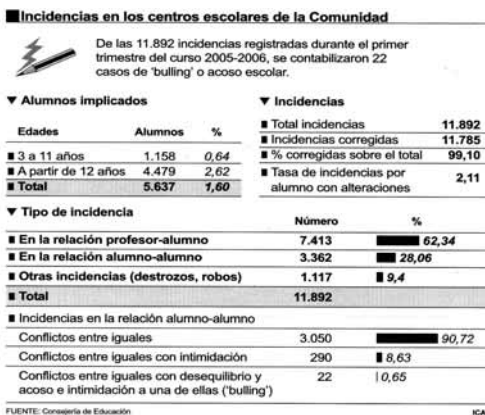 Incidencias en los centros escolares de la Comunidad
De las 11.892 incidencias registradas durante el primer
trimestre del curso 2005-2006, se contabilizaron 22
casos de 'bulling' o acoso escolar.
▼ Alumnos implicados
Edades Alumnos %
3 a 11 años 1.158 0,64
A partir de 12 años 4.479 2,62
Total 5.637 1,60
▼ Incidencias
Total incidencias 11.892
Incidencias corregidas 11.785
% corregidas sobre el total 99,10
Tasa de incidencias por
alumno con alteraciones 2,11
▼ Tipo de incidencia
Número %
En la relación profesor-alumno 7.413 62,34
En la relación alumno-alumno 3.362 28,06
Otras incidencias (destrozos, robos) 1.117 9,4
Total 11.892
Incidencias en la relación alumno-alumno
Conflictos entre iguales 3.050 90,72
Conflictos entre iguales con intimidación 290 8,63
Conflictos entre iguales con desequilibrio y
acoso e intimidación a una de ellas ('bulling') 22 0,65
FUENTE: Consejería de Educación
ICAL